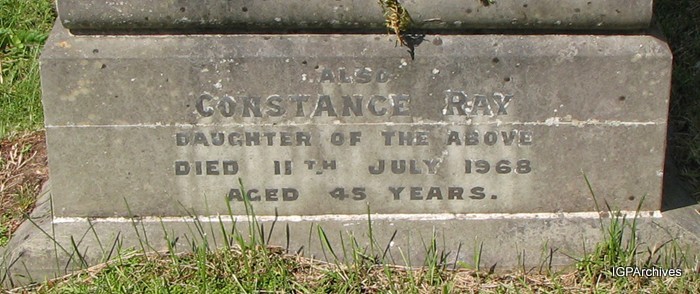 ALSO
CONSTANCE RAY
DAUGHTER OF THE ABOVE
DIED 11TH JULY 1968
AGED 45 YEARS.
IGPArchives